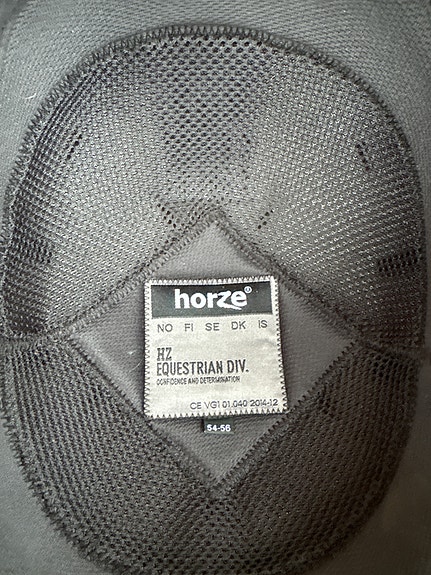 horze®
NO FI SE DK IS
HZ
EQUESTRIAN DIV.
CONFIDENCE AND DETERMINATION
CE VG1 01.040 2014-12
54-56